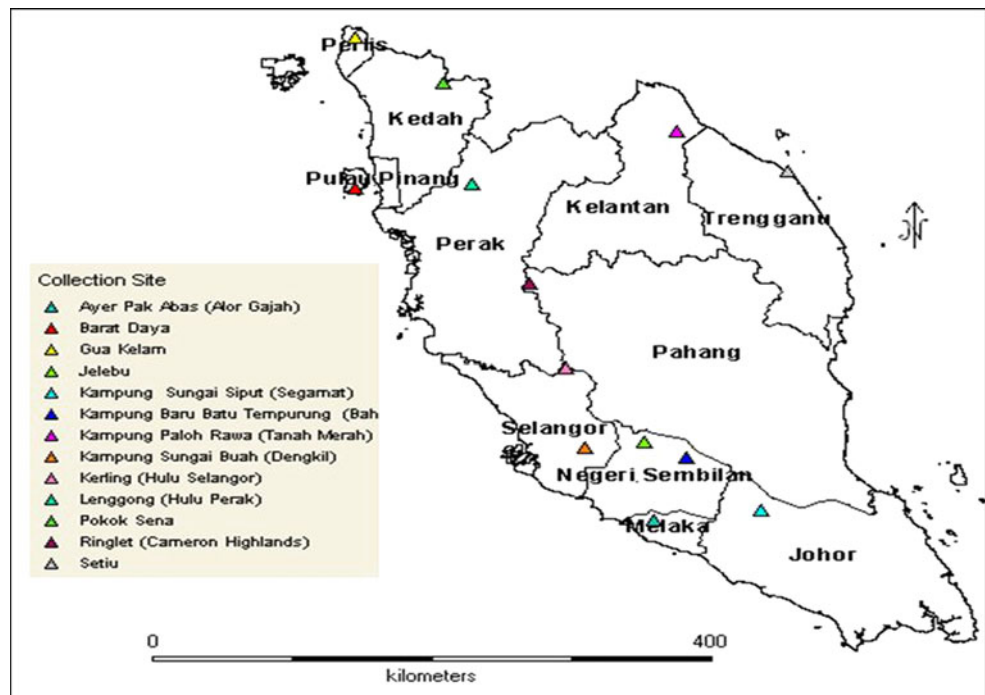 Perlis
Kedah
Pulau Pinang
Kelantan
Trengganu
Perak
Pahang
Selangor
Negeri Sembilan
Melaka
Johor
N
Collection Site
Ayer Pak Abas (Alor Gajah)
Barat Daya
Gua Kelam
Jelebu
Kampung Sungai Siput (Segamat)
Kampung Baru Batu Tempurung (Bah
Kampung Paloh Rawa (Tanah Merah)
Kampung Sungai Buah (Dengkil)
Kerling (Hulu Selangor)
Lenggong (Hulu Perak)
Pokok Sena
Ringlet (Cameron Highlands)
Setiu
0 400
kilometers